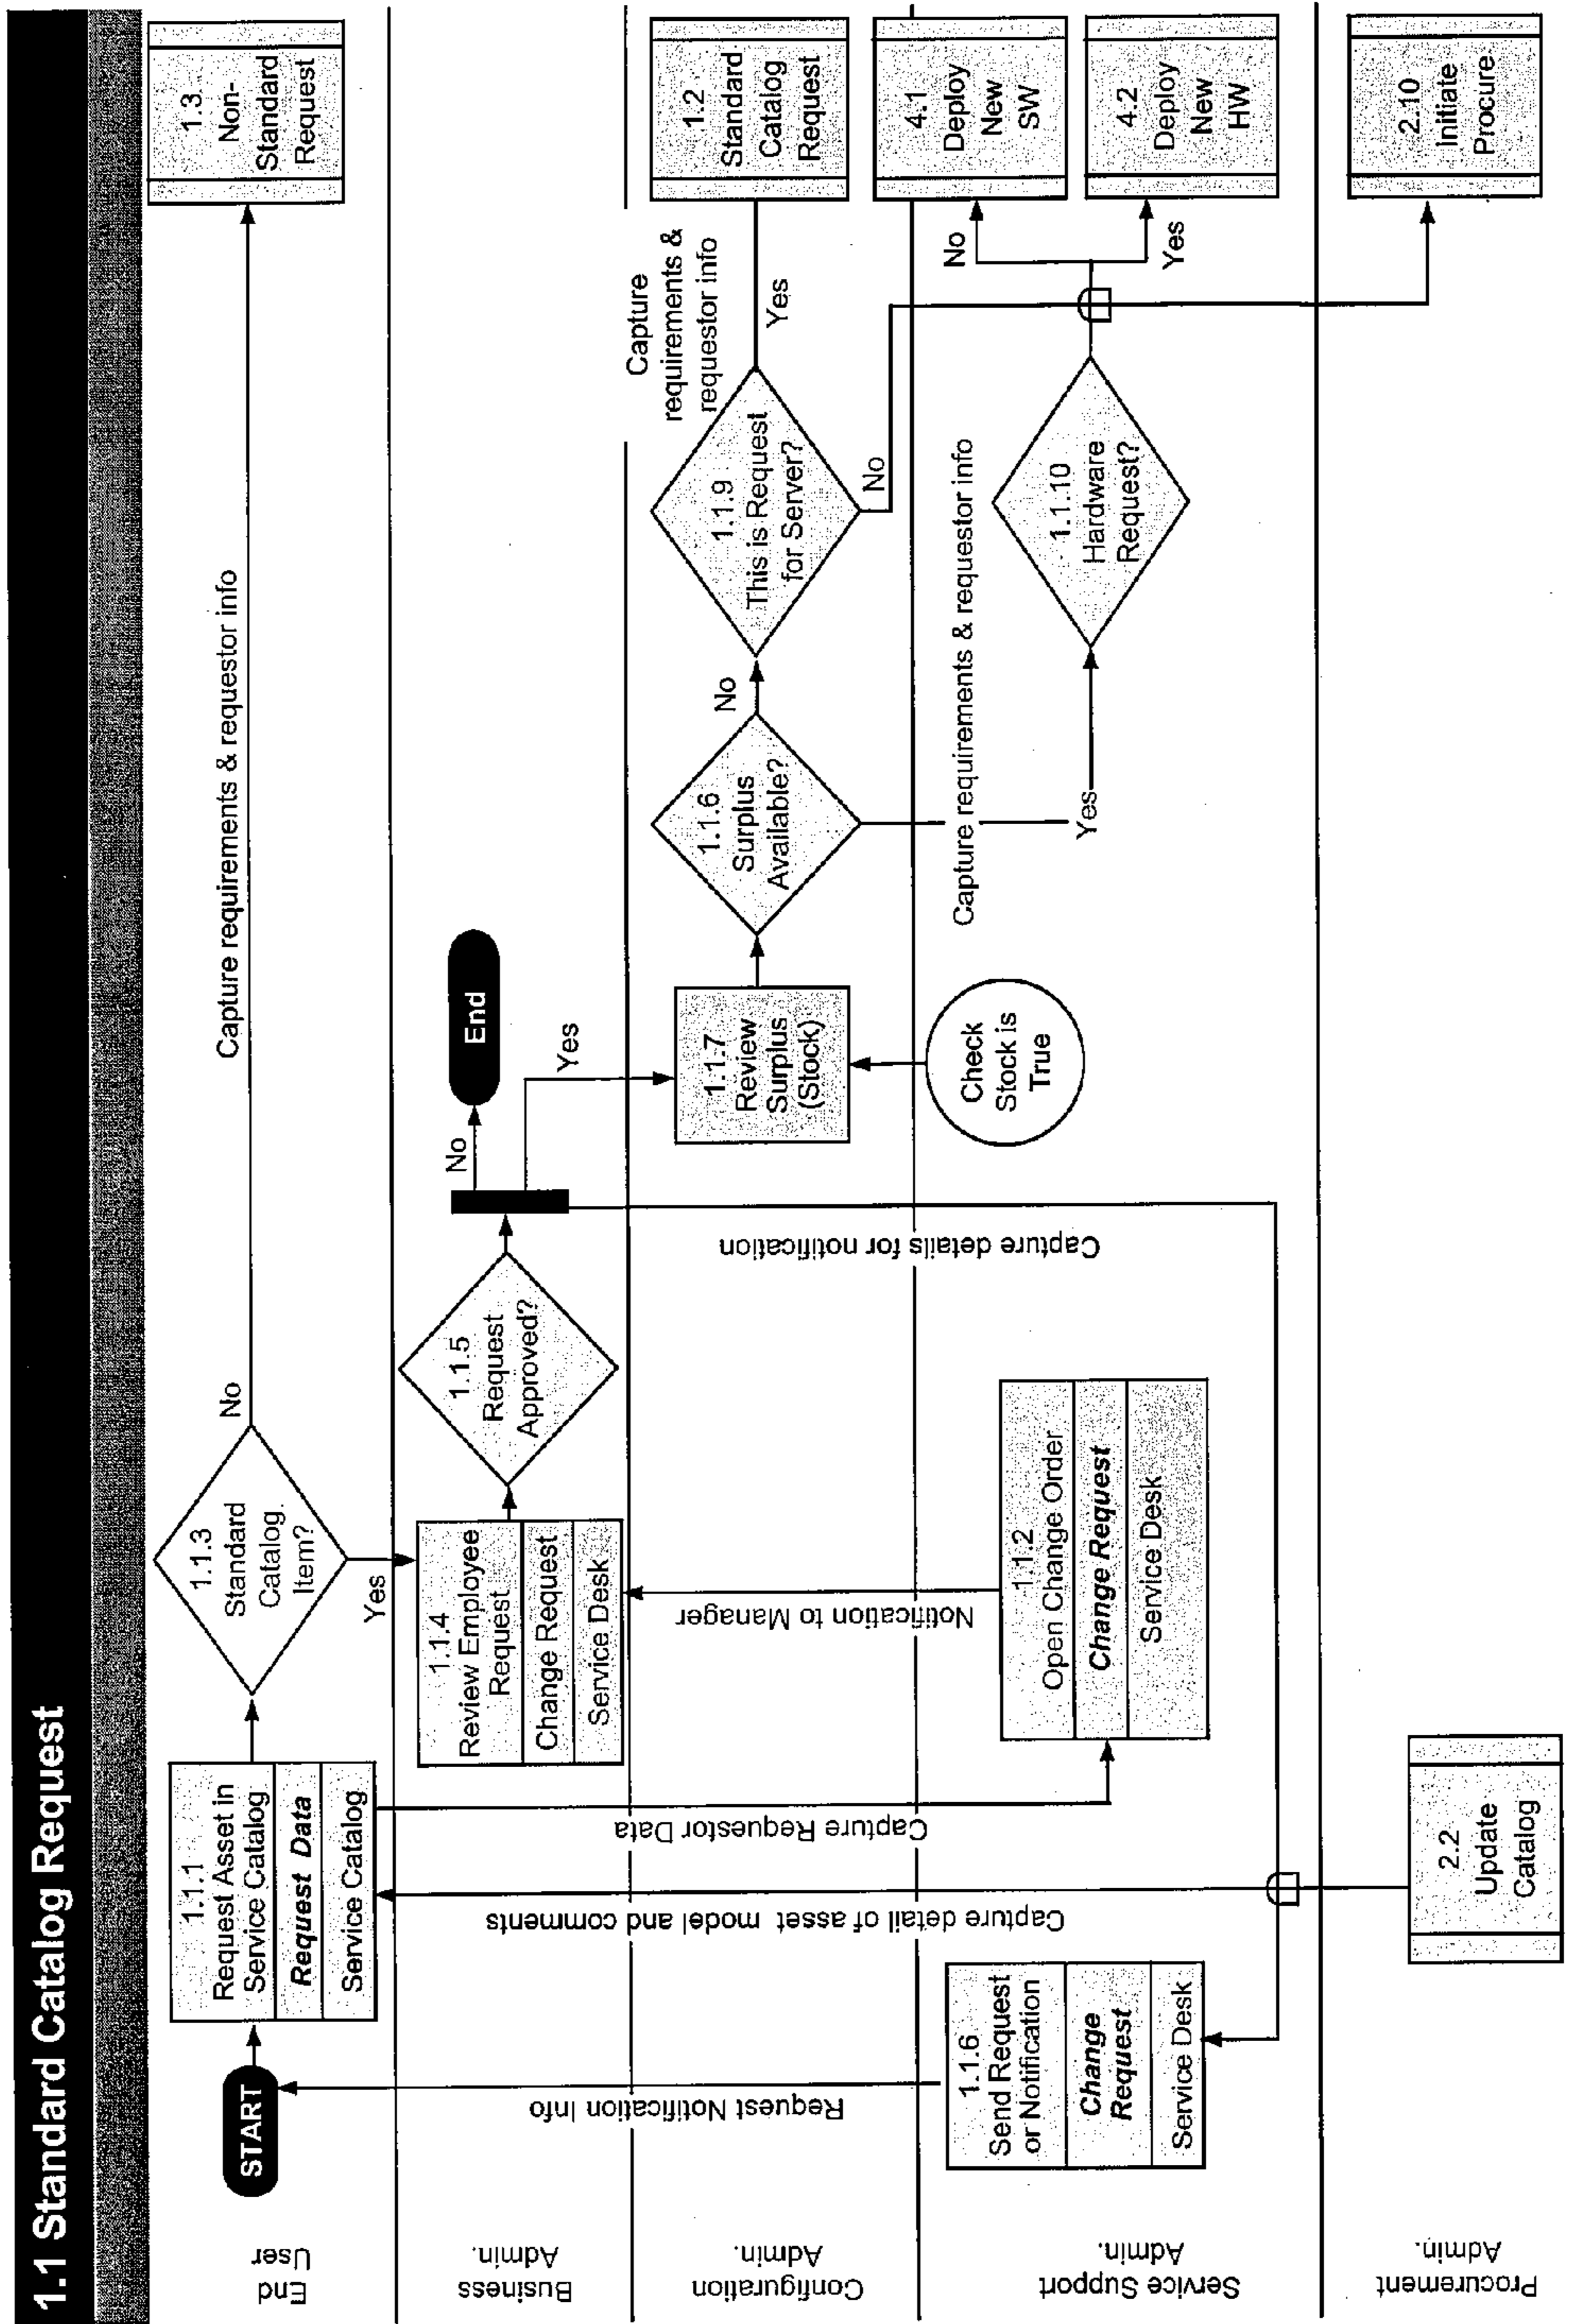 1.1 Standard Catalog Request
End
User
START
1.1.1
Request Asset in
Service Catalog
Request Data
Service Catalog
1.1.3
Standard
Catalog
Item?
No
Yes
Capture requirements & requestor info
1.3
Non-
Standard
Request
Business
Admin.
1.1.4
Review Employee
Request
Change Request
Service Desk
1.1.5
Request
Approved?
No
End
Yes
Configuration
Admin.
1.1.7
Review
Surplus
(Stock)
1.1.6
Surplus
Available?
No
1.1.9
This is Request
for Server?
No
Capture
requirements &
requestor info
Yes
1.2
Standard
Catalog
Request
Service Support
Admin.
1.1.6
Send Request
or Notification
Change
Request
Service Desk
Request Notification Info
Capture detail of asset model and comments
Capture Requestor Data
1.1.2
Open Change Order
Change Request
Service Desk
Notification to Manager
Capture details for notification
Check
Stock is
True
Capture requirements & requestor info
Yes
1.1.10
Hardware
Request?
No
Yes
4.1
Deploy
New
SW
4.2
Deploy
New
HW
Procurement
Admin.
2.2
Update
Catalog
2.10
Initiate
Procure.